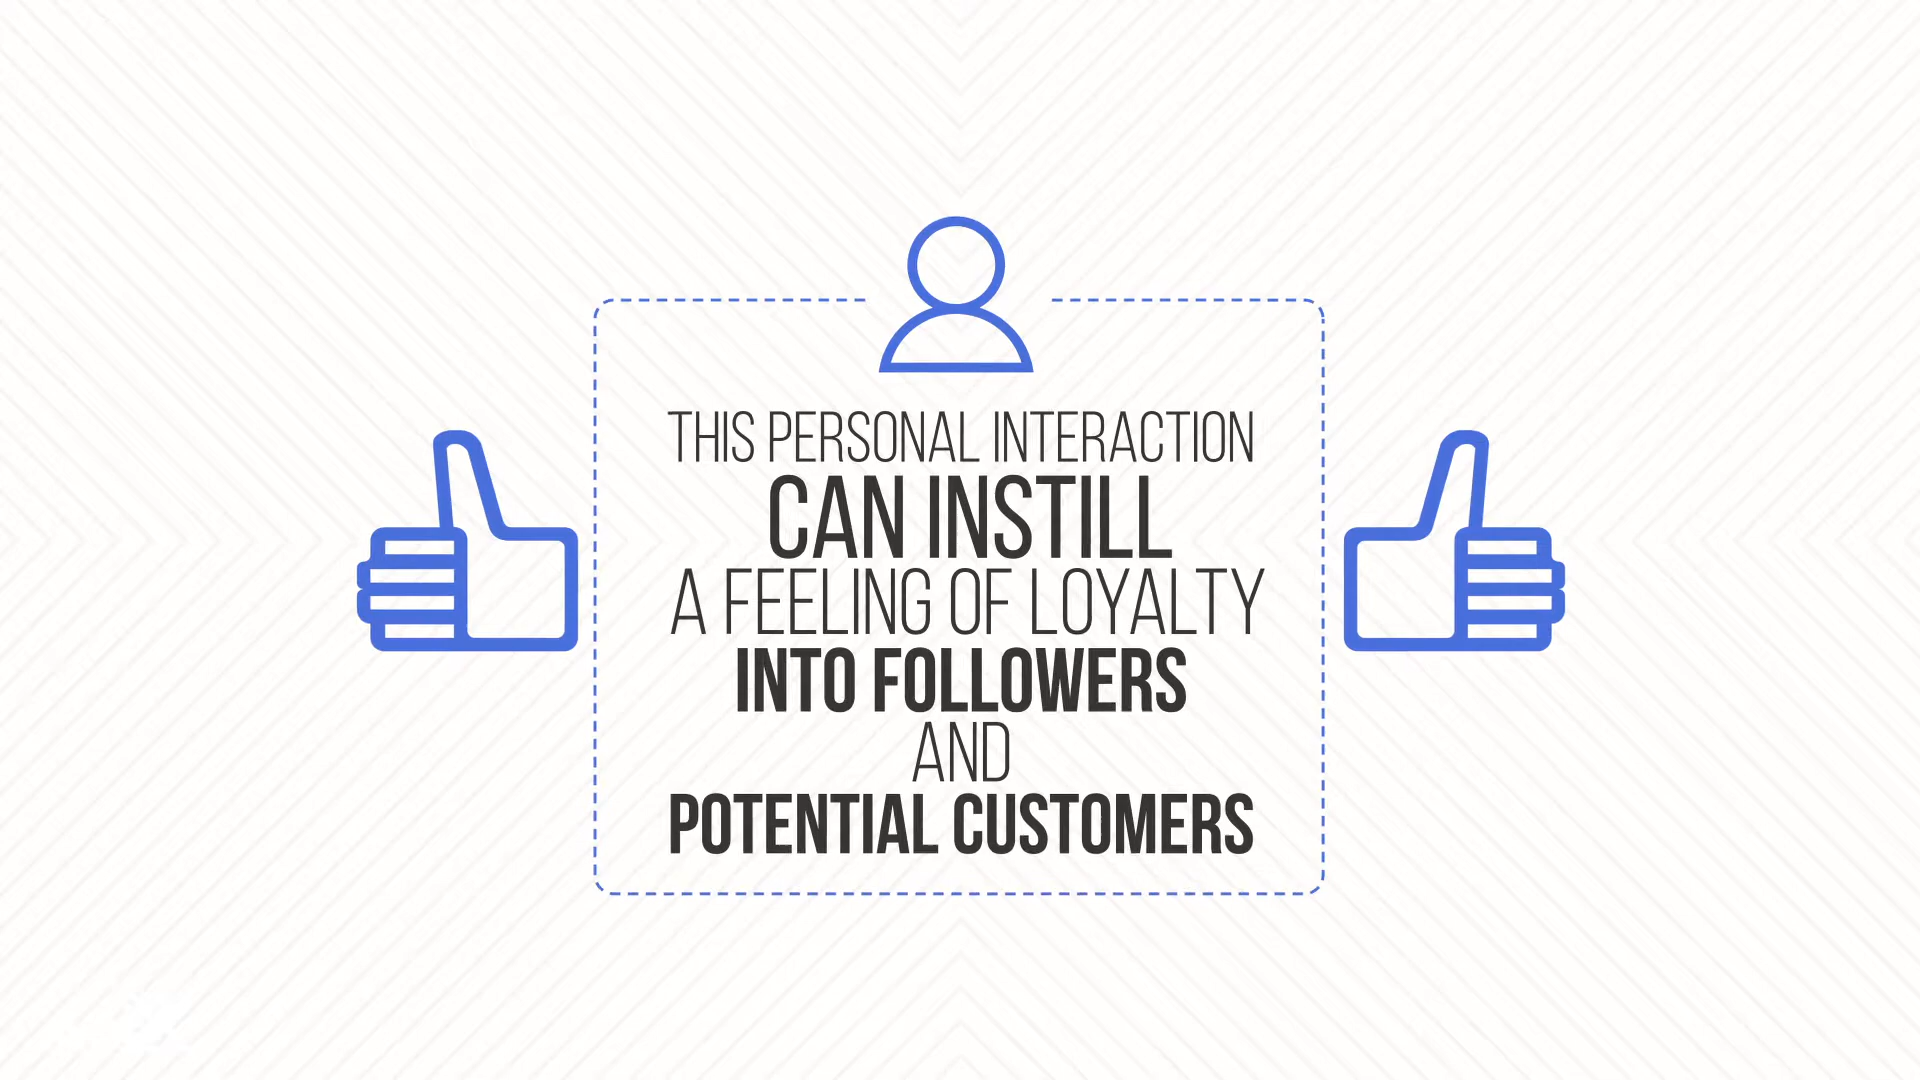 THIS PERSONAL INTERACTION
CAN INSTILL
A FEELING OF LOYALTY
INTO FOLLOWERS
AND
POTENTIAL CUSTOMERS